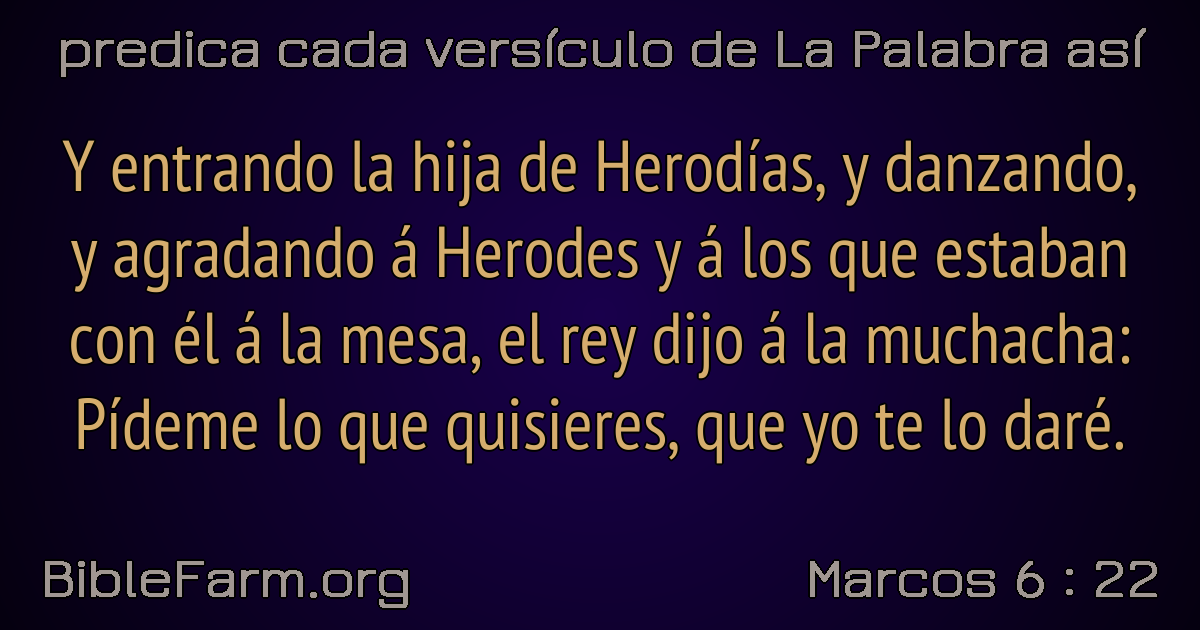 predica cada versículo de La Palabra así
Y entrando la hija de Herodías, y danzando,
y agradando á Herodes y á los que estaban
con él á la mesa, el rey dijo á la muchacha:
Pídeme lo que quisieres, que yo te lo daré.
BibleFarm.org
Marcos 6 : 22